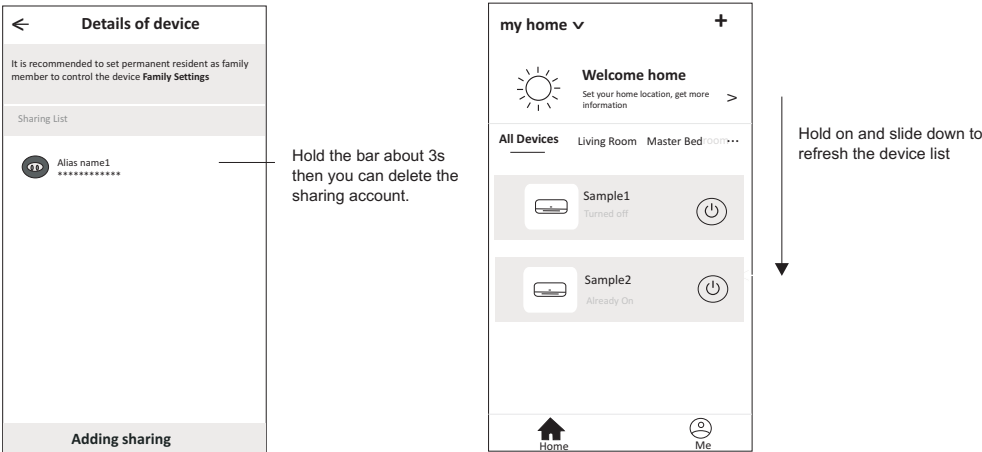 Details of device
It is recommended to set permanent resident as family
member to control the device Family Settings
Sharing List
Alias name1
************
Adding sharing
Hold the bar about 3s
then you can delete the
sharing account.
my home
+
Welcome home
Set your home location, get more
information
>
All Devices Living Room Master Bedroom ...
Sample1
Turned off
Sample2
Already On
Home
Me
Hold on and slide down to
refresh the device list